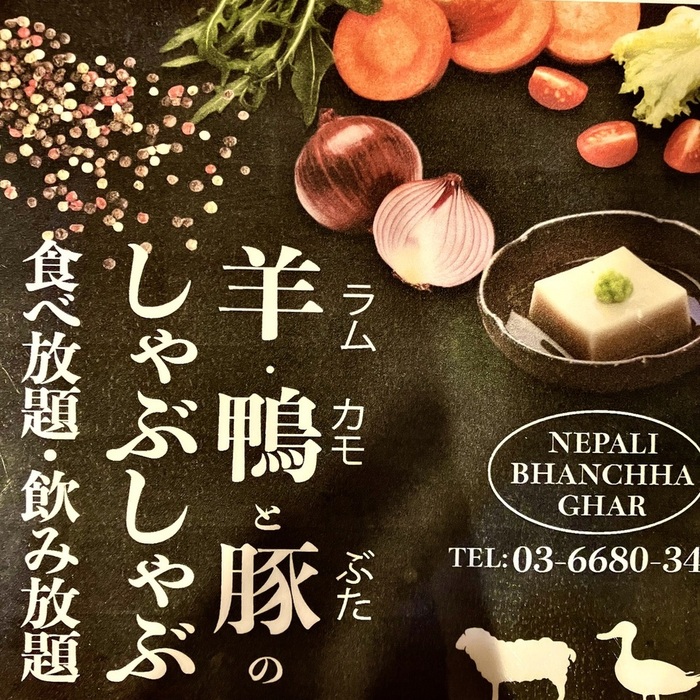 ラム カモ ぶた
羊・鴨と豚の
しゃぶしゃぶ
食べ放題・飲み放題
NEPALI
BHANCHHA
GHAR
TEL:03-6680-34